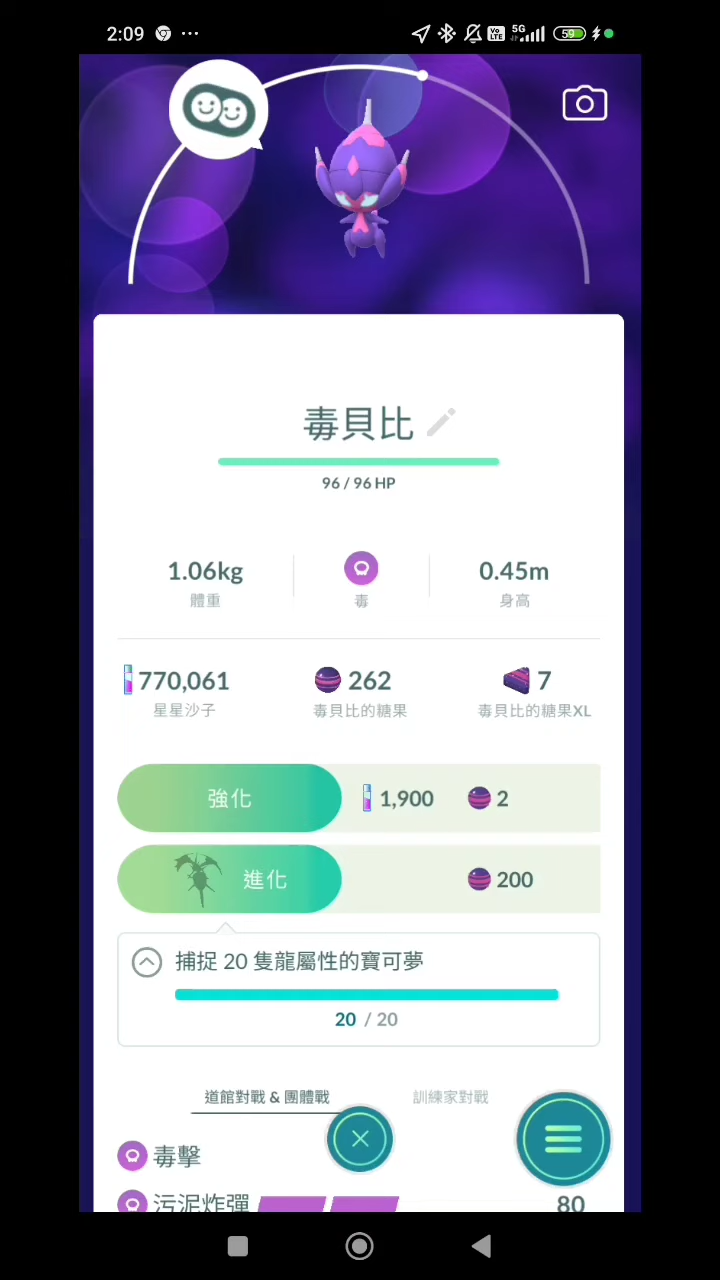 2:09 ··· Vo LTE 5G 59
毒貝比
96 / 96 HP
1.06kg 0.45m
體重 毒 身高
770,061 262 7
星星沙子 毒貝比的糖果 毒貝比的糖果XL
強化 1,900 2
進化 200
捕捉 20 隻龍屬性的寶可夢
20 / 20
道館對戰 & 團體戰 訓練家對戰
毒擊
污泥炸彈 80